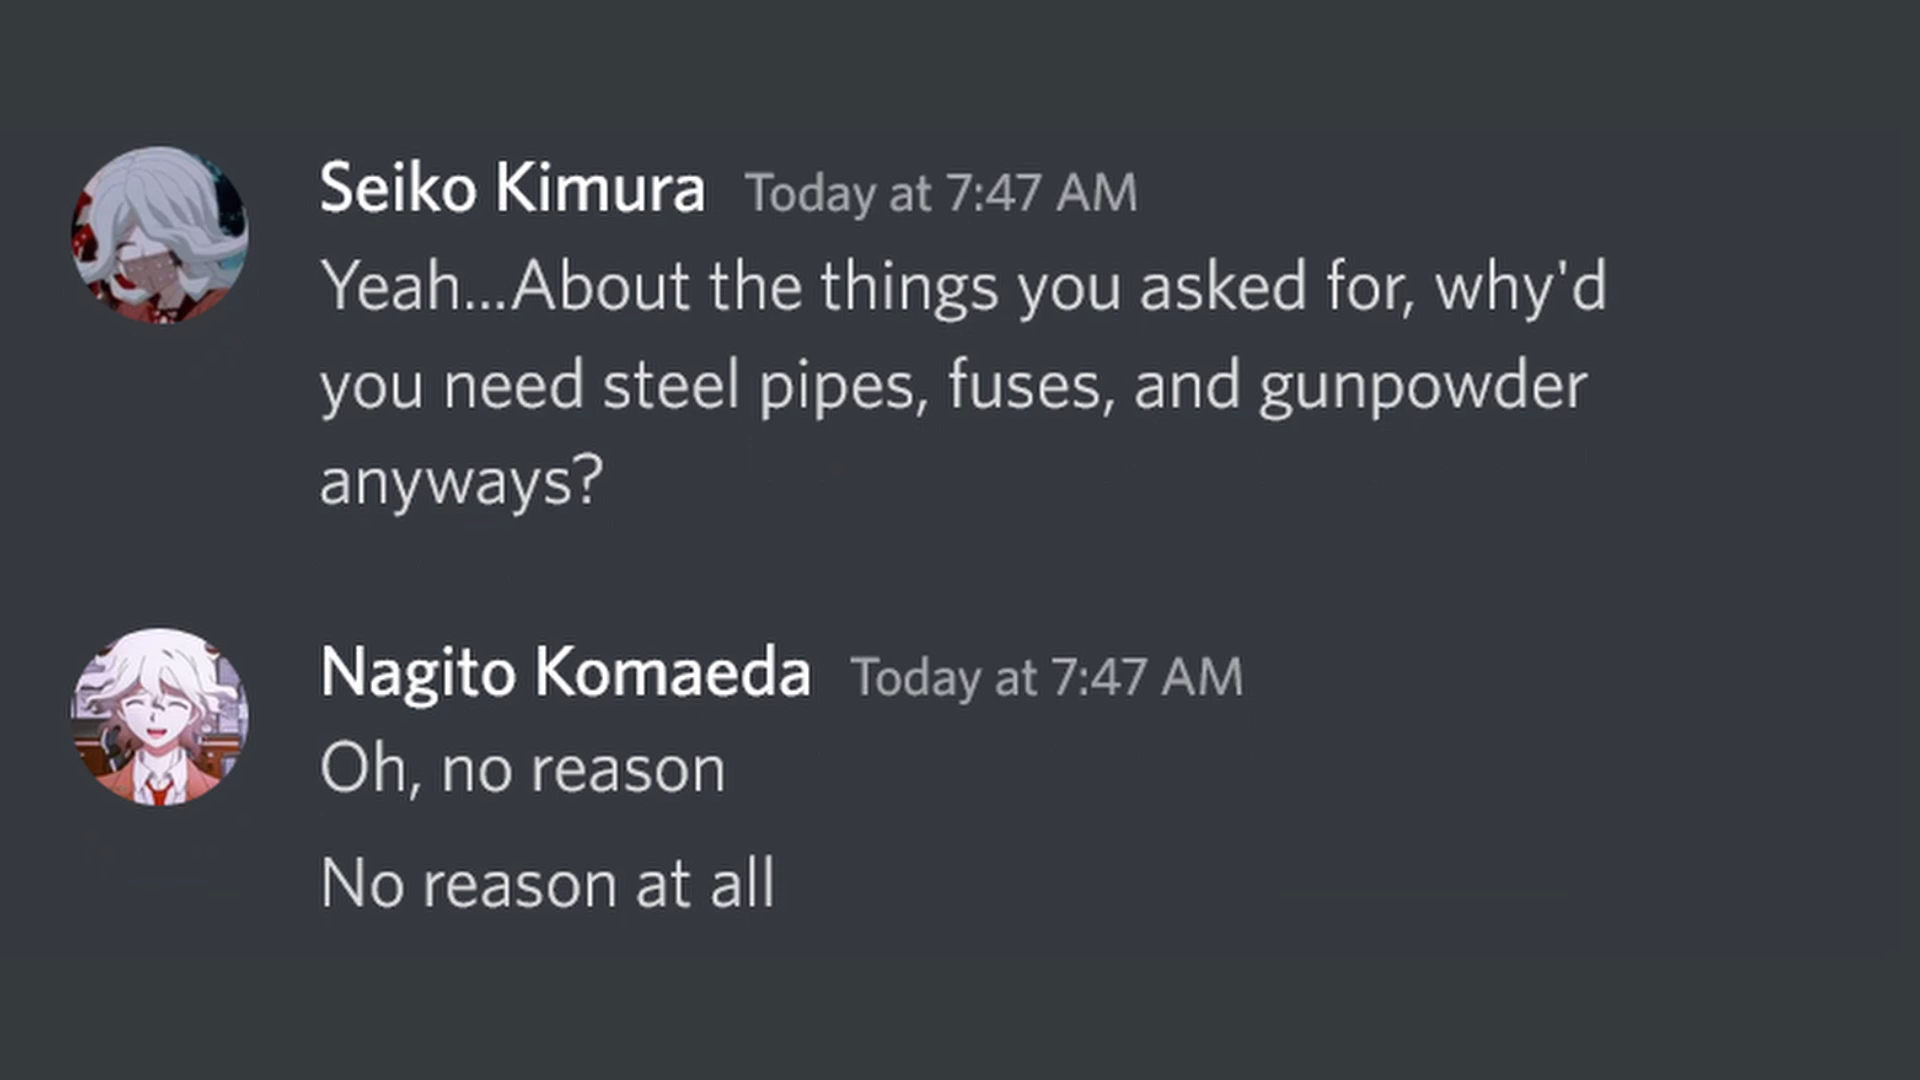 Seiko Kimura Today at 7:47 AM
Yeah...About the things you asked for, why'd
you need steel pipes, fuses, and gunpowder
anyways?
Nagito Komaeda Today at 7:47 AM
Oh, no reason
No reason at all